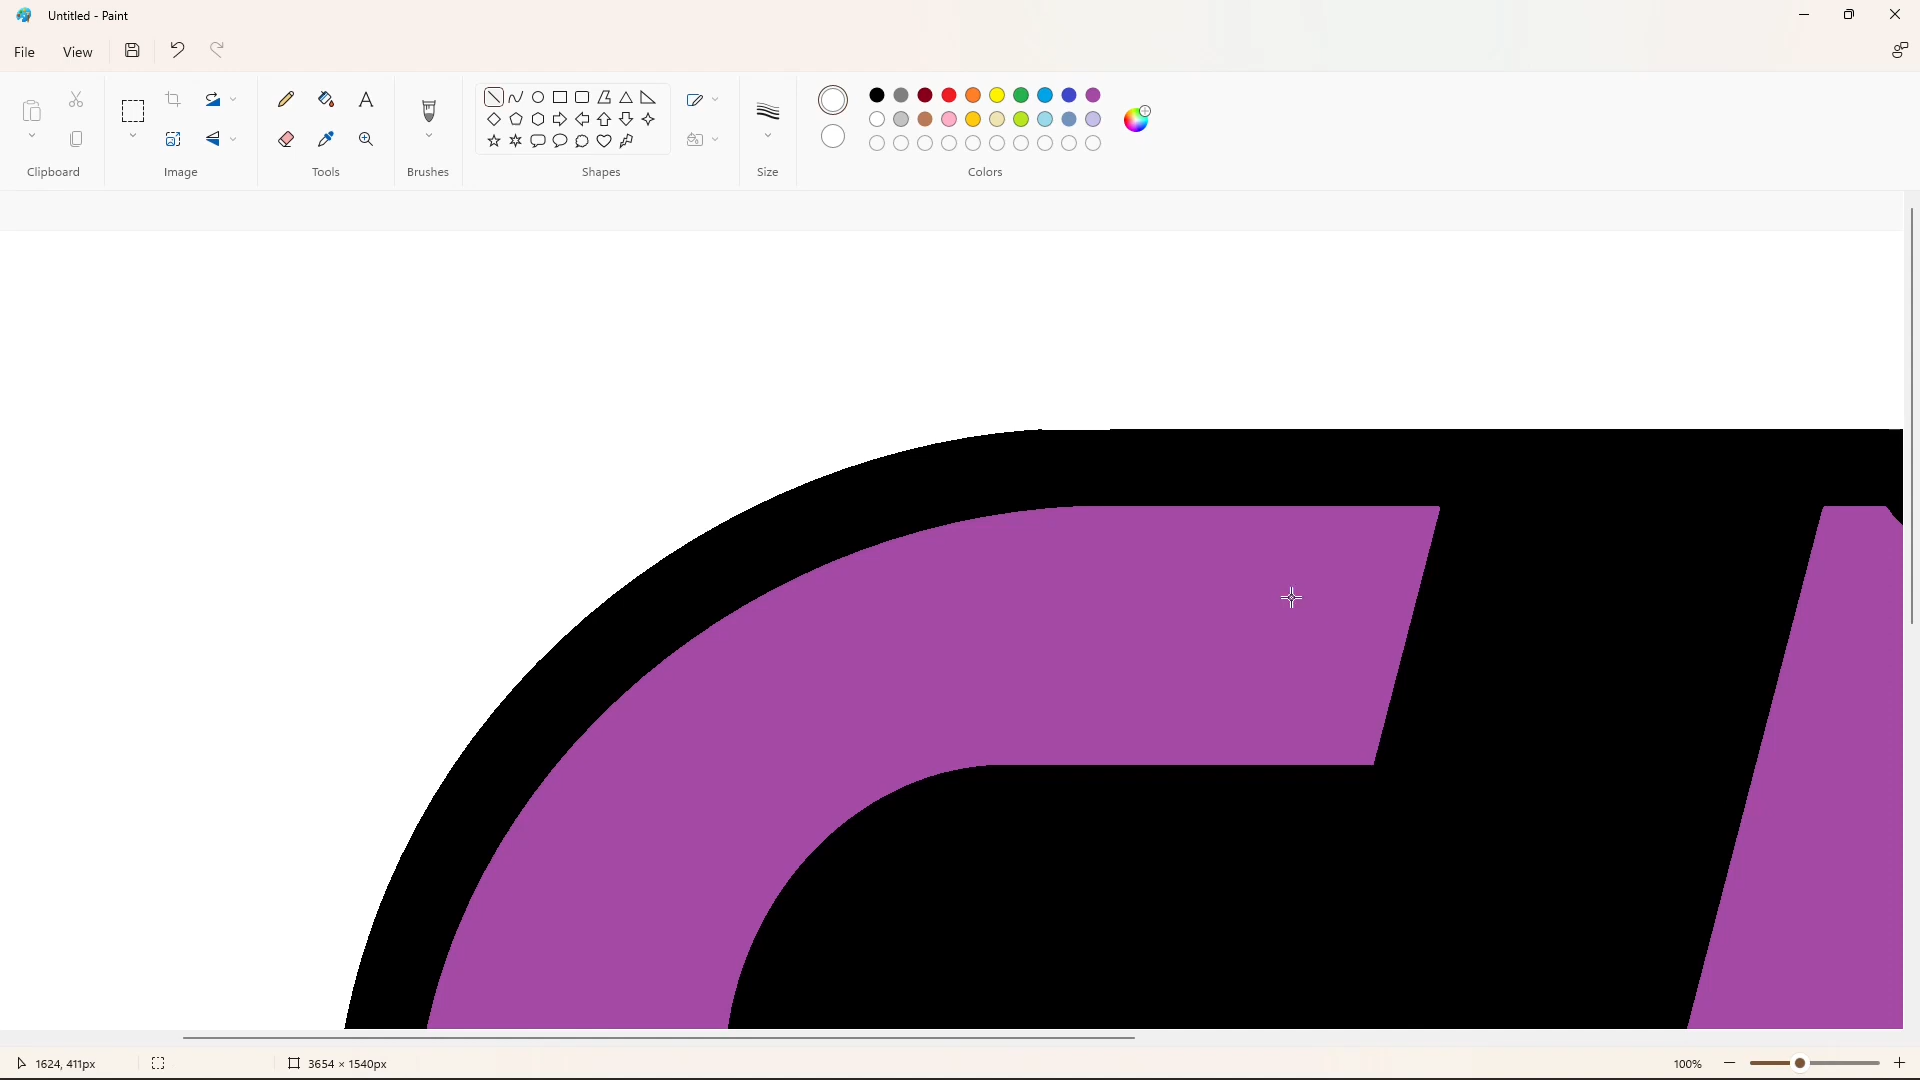 Untitled - Paint
File View
Clipboard Image Tools Brushes Shapes Size Colors
1624, 411px 3654 × 1540px 100%